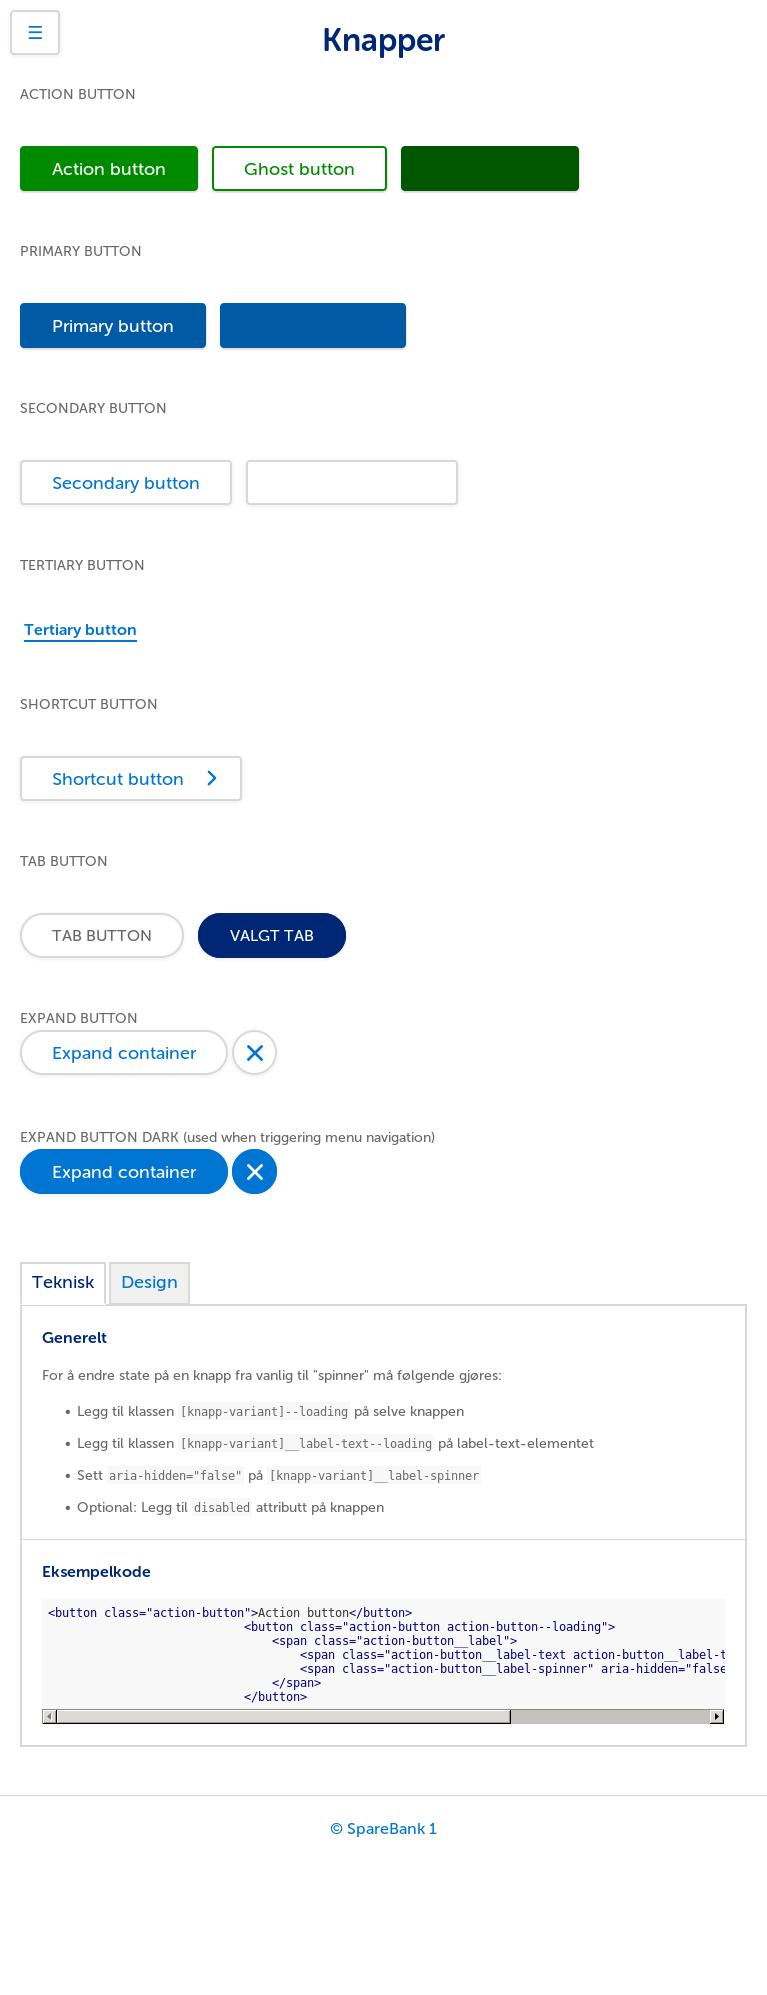 ☰
Knapper
ACTION BUTTON
Action button
Ghost button
PRIMARY BUTTON
Primary button
SECONDARY BUTTON
Secondary button
TERTIARY BUTTON
Tertiary button
SHORTCUT BUTTON
Shortcut button
TAB BUTTON
TAB BUTTON
VALGT TAB
EXPAND BUTTON
Expand container
EXPAND BUTTON DARK (used when triggering menu navigation)
Expand container
Teknisk
Design
Generelt
For å endre state på en knapp fra vanlig til "spinner" må følgende gjøres:
• Legg til klassen [knapp-variant]--loading på selve knappen
• Legg til klassen [knapp-variant]__label-text--loading på label-text-elementet
• Sett aria-hidden="false" på [knapp-variant]__label-spinner
• Optional: Legg til disabled attributt på knappen
Eksempelkode
<button class="action-button">Action button</button>
<button class="action-button action-button--loading">
<span class="action-button__label">
<span class="action-button__label-text action-button__label-t
<span class="action-button__label-spinner" aria-hidden="false
</span>
</button>
© SpareBank 1